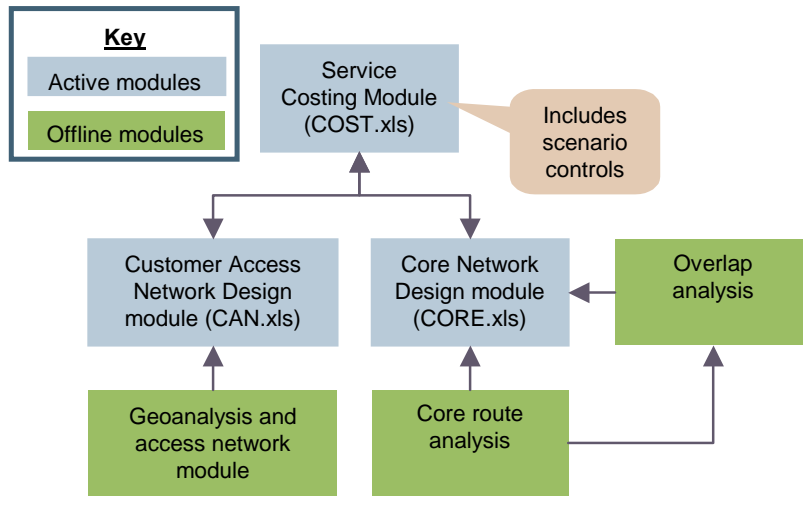 Key
Active modules
Offline modules
Service
Costing Module
(COST.xls)
Includes
scenario
controls
Customer Access
Network Design
module (CAN.xls)
Core Network
Design module
(CORE.xls)
Overlap
analysis
Geoanalysis and
access network
module
Core route
analysis